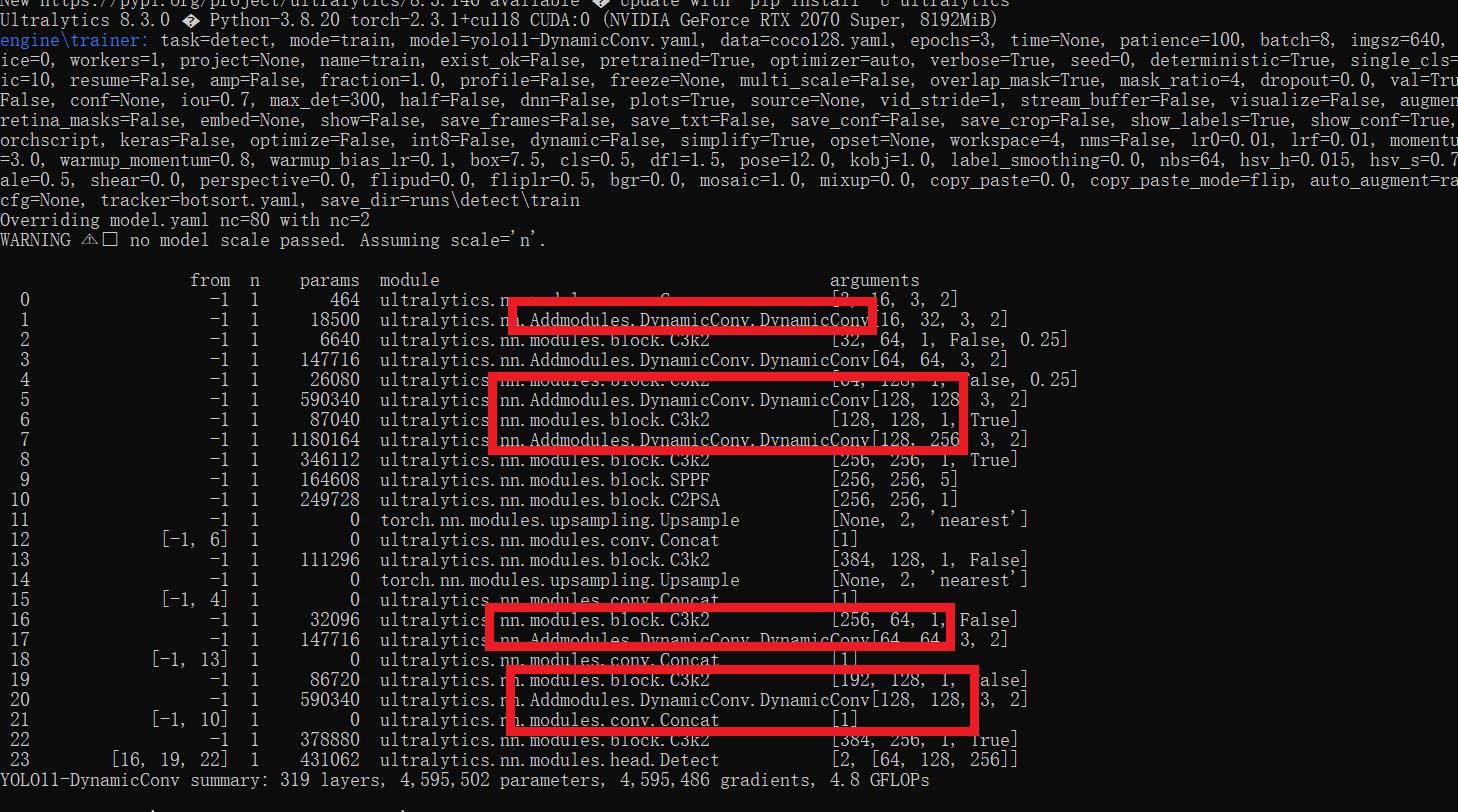 New https://pypi.org/project/ultralytics/8.3.146 available � Update with 'pip install -U ultralytics'
Ultralytics 8.3.0 � Python-3.8.20 torch-2.3.1+cu118 CUDA:0 (NVIDIA GeForce RTX 2070 Super, 8192MiB)
engine\trainer: task=detect, mode=train, model=yolo11-DynamicConv.yaml, data=coco128.yaml, epochs=3, time=None, patience=100, batch=8, imgsz=640,
ice=0, workers=1, project=None, name=train, exist_ok=False, pretrained=True, optimizer=auto, verbose=True, seed=0, deterministic=True, single_cls=
ic=10, resume=False, amp=False, fraction=1.0, profile=False, freeze=None, multi_scale=False, overlap_mask=True, mask_ratio=4, dropout=0.0, val=Tru
False, conf=None, iou=0.7, max_det=300, half=False, dnn=False, plots=True, source=None, vid_stride=1, stream_buffer=False, visualize=False, augmen
retina_masks=False, embed=None, show=False, save_frames=False, save_txt=False, save_conf=False, save_crop=False, show_labels=True, show_conf=True,
orchscript, keras=False, optimize=False, int8=False, dynamic=False, simplify=True, opset=None, workspace=4, nms=False, lr0=0.01, lrf=0.01, momentu
=3.0, warmup_momentum=0.8, warmup_bias_lr=0.1, box=7.5, cls=0.5, dfl=1.5, pose=12.0, kobj=1.0, label_smoothing=0.0, nbs=64, hsv_h=0.015, hsv_s=0.7
ale=0.5, shear=0.0, perspective=0.0, flipud=0.0, fliplr=0.5, bgr=0.0, mosaic=1.0, mixup=0.0, copy_paste=0.0, copy_paste_mode=flip, auto_augment=ra
cfg=None, tracker=botsort.yaml, save_dir=runs\detect\train
Overriding model.yaml nc=80 with nc=2
WARNING ⚠□ no model scale passed. Assuming scale='n'.
from n params module arguments
0 -1 1 464 ultralytics. 16, 3, 2]
1 -1 1 18500 ultralytics.nn.Addmodules.DynamicConv.DynamicConv[16, 32, 3, 2]
2 -1 1 6640 ultralytics.nn.modules.block.C3k2 [32, 64, 1, False, 0.25]
3 -1 1 147716 ultralytics.nn.Addmodules.DynamicConv.DynamicConv[64, 64, 3, 2]
4 -1 1 26080 ultralytics.nn.modules.block.C3k2 [64, 128, 1, False, 0.25]
5 -1 1 590340 ultralytics.nn.Addmodules.DynamicConv.DynamicConv[128, 128, 3, 2]
6 -1 1 87040 ultralytics.nn.modules.block.C3k2 [128, 128, 1, True]
7 -1 1 1180164 ultralytics.nn.Addmodules.DynamicConv.DynamicConv[128, 256, 3, 2]
8 -1 1 346112 ultralytics.nn.modules.block.C3k2 [256, 256, 1, True]
9 -1 1 164608 ultralytics.nn.modules.block.SPPF [256, 256, 5]
10 -1 1 249728 ultralytics.nn.modules.block.C2PSA [256, 256, 1]
11 -1 1 0 torch.nn.modules.upsampling.Upsample [None, 2, 'nearest']
12 [-1, 6] 1 0 ultralytics.nn.modules.conv.Concat [1]
13 -1 1 111296 ultralytics.nn.modules.block.C3k2 [384, 128, 1, False]
14 -1 1 0 torch.nn.modules.upsampling.Upsample [None, 2, 'nearest']
15 [-1, 4] 1 0 ultralytics.nn.modules.conv.Concat [1]
16 -1 1 32096 ultralytics.nn.modules.block.C3k2 [256, 64, 1, False]
17 -1 1 147716 ultralytics.nn.Addmodules.DynamicConv.DynamicConv[64, 64, 3, 2]
18 [-1, 13] 1 0 ultralytics.nn.modules.conv.Concat [1]
19 -1 1 86720 ultralytics.nn.modules.block.C3k2 [192, 128, 1, False]
20 -1 1 590340 ultralytics.nn.Addmodules.DynamicConv.DynamicConv[128, 128, 3, 2]
21 [-1, 10] 1 0 ultralytics.nn.modules.conv.Concat [1]
22 -1 1 378880 ultralytics.nn.modules.block.C3k2 [384, 256, 1, True]
23 [16, 19, 22] 1 431062 ultralytics.nn.modules.head.Detect [2, [64, 128, 256]]
YOLO11-DynamicConv summary: 319 layers, 4,595,502 parameters, 4,595,486 gradients, 4.8 GFLOPs